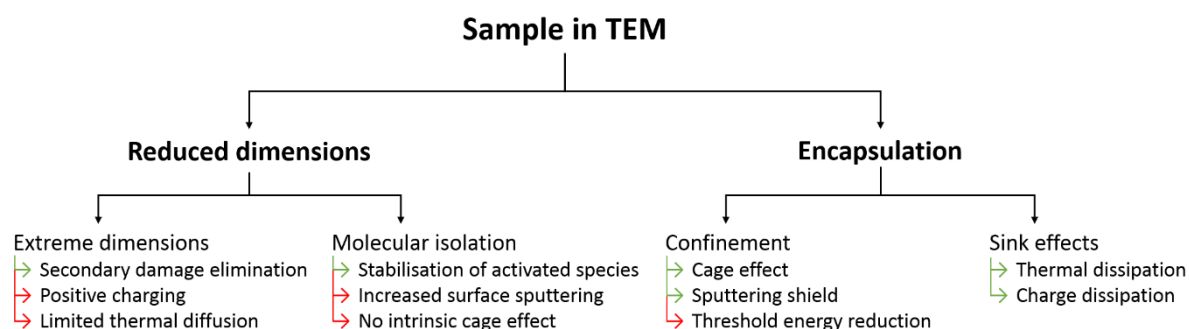 Sample in TEM
Reduced dimensions
Encapsulation
Extreme dimensions
Secondary damage elimination
Positive charging
Limited thermal diffusion
Molecular isolation
Stabilisation of activated species
Increased surface sputtering
No intrinsic cage effect
Confinement
Cage effect
Sputtering shield
Threshold energy reduction
Sink effects
Thermal dissipation
Charge dissipation